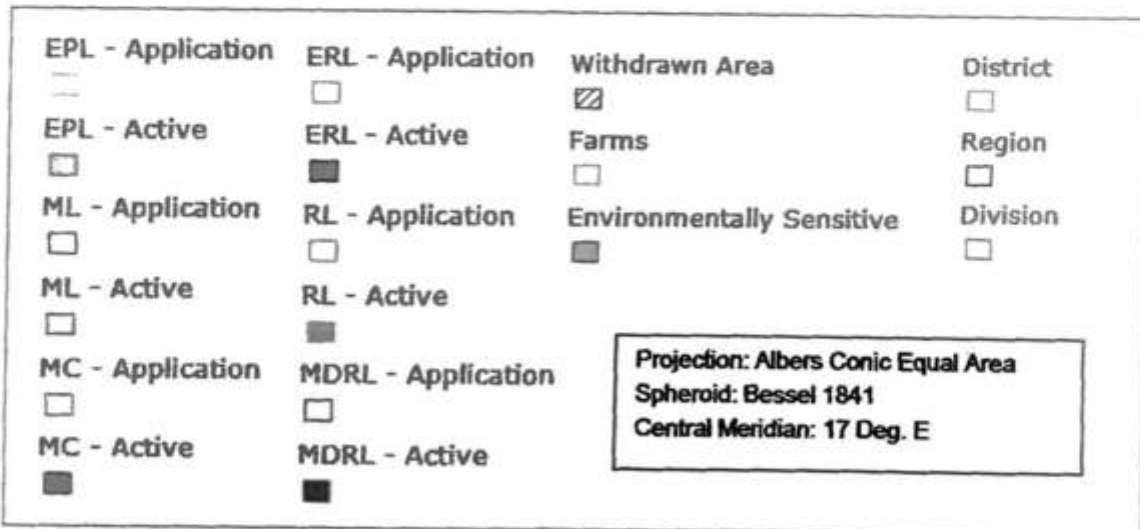 EPL - Application
EPL - Active
ML - Application
ML - Active
MC - Application
MC - Active
ERL - Application
ERL - Active
RL - Application
RL - Active
MDRL - Application
MDRL - Active
Withdrawn Area
Farms
Environmentally Sensitive
District
Region
Division
Projection: Albers Conic Equal Area
Spheroid: Bessel 1841
Central Meridian: 17 Deg. E